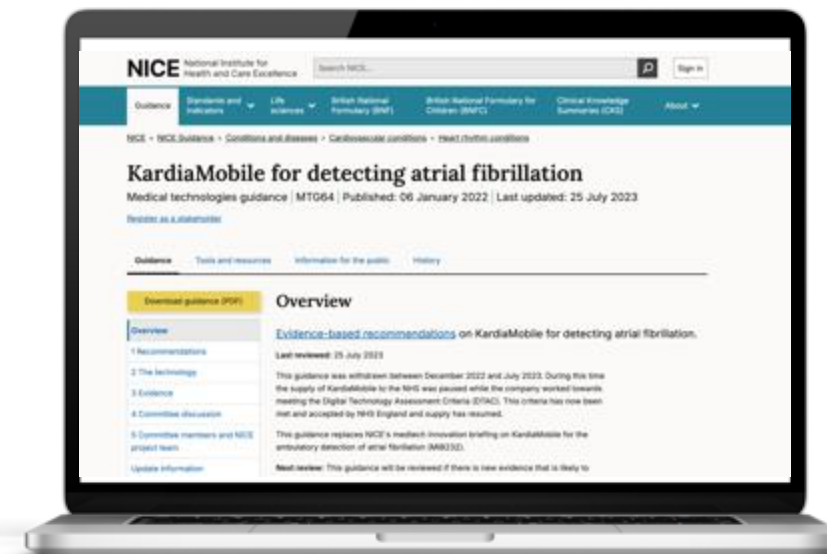 NICE National Institute for
Health and Care Excellence
Search NICE...
Sign in
Guidance
Standards and
indicators
Life
sciences
British National
Formulary (BNF)
British National Formulary for
Children (BNFC)
Clinical Knowledge
Summaries (CKS)
About
NICE > NICE Guidance > Conditions and diseases > Cardiovascular conditions > Heart rhythm conditions
KardiaMobile for detecting atrial fibrillation
Medical technologies guidance | MTG64 | Published: 06 January 2022 | Last updated: 25 July 2023
Register as a stakeholder
Guidance Tools and resources Information for the public History
Download guidance (PDF)
Overview
1 Recommendations
2 The technology
3 Evidence
4 Committee discussion
5 Committee members and NICE
project team
Update information
Overview
Evidence-based recommendations on KardiaMobile for detecting atrial fibrillation.
Last reviewed: 25 July 2023
This guidance was withdrawn between December 2022 and July 2023. During this time
the supply of KardiaMobile to the NHS was paused while the company worked towards
meeting the Digital Technology Assessment Criteria (DTAC). This criteria has now been
met and accepted by NHS England and supply has resumed.
This guidance replaces NICE's medtech innovation briefing on KardiaMobile for the
ambulatory detection of atrial fibrillation (MIB232).
Next review: This guidance will be reviewed if there is new evidence that is likely to